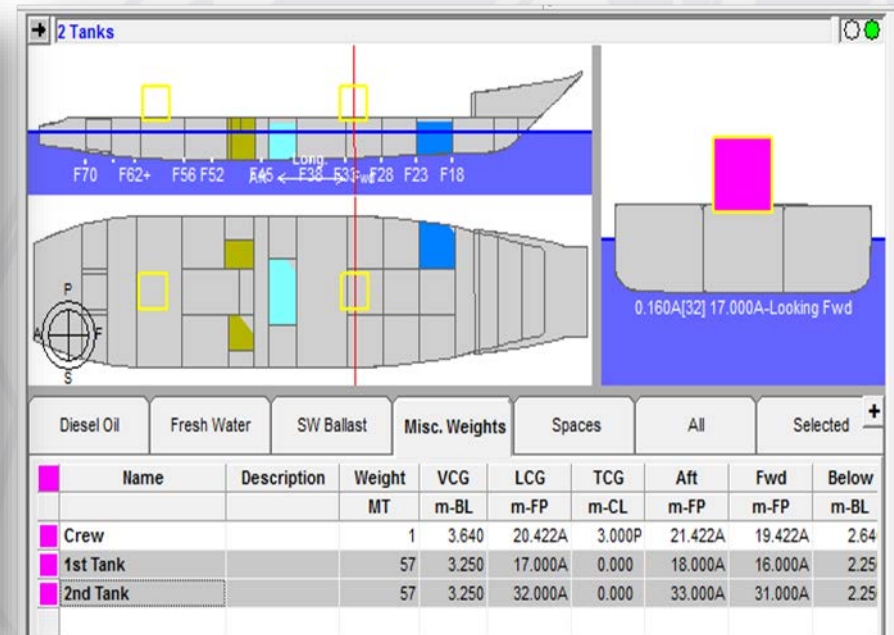 2 Tanks
F70 F62+ F56 F52 F45 F38 F33 F28 F23 F18
Long.
Aft Fwd
P
A F
S
0.160A[32] 17.000A-Looking Fwd
Diesel Oil Fresh Water SW Ballast Misc. Weights Spaces All Selected +
Name Description Weight VCG LCG TCG Aft Fwd Below
MT m-BL m-FP m-CL m-FP m-FP m-BL
Crew 1 3.640 20.422A 3.000P 21.422A 19.422A 2.64
1st Tank 57 3.250 17.000A 0.000 18.000A 16.000A 2.25
2nd Tank 57 3.250 32.000A 0.000 33.000A 31.000A 2.25